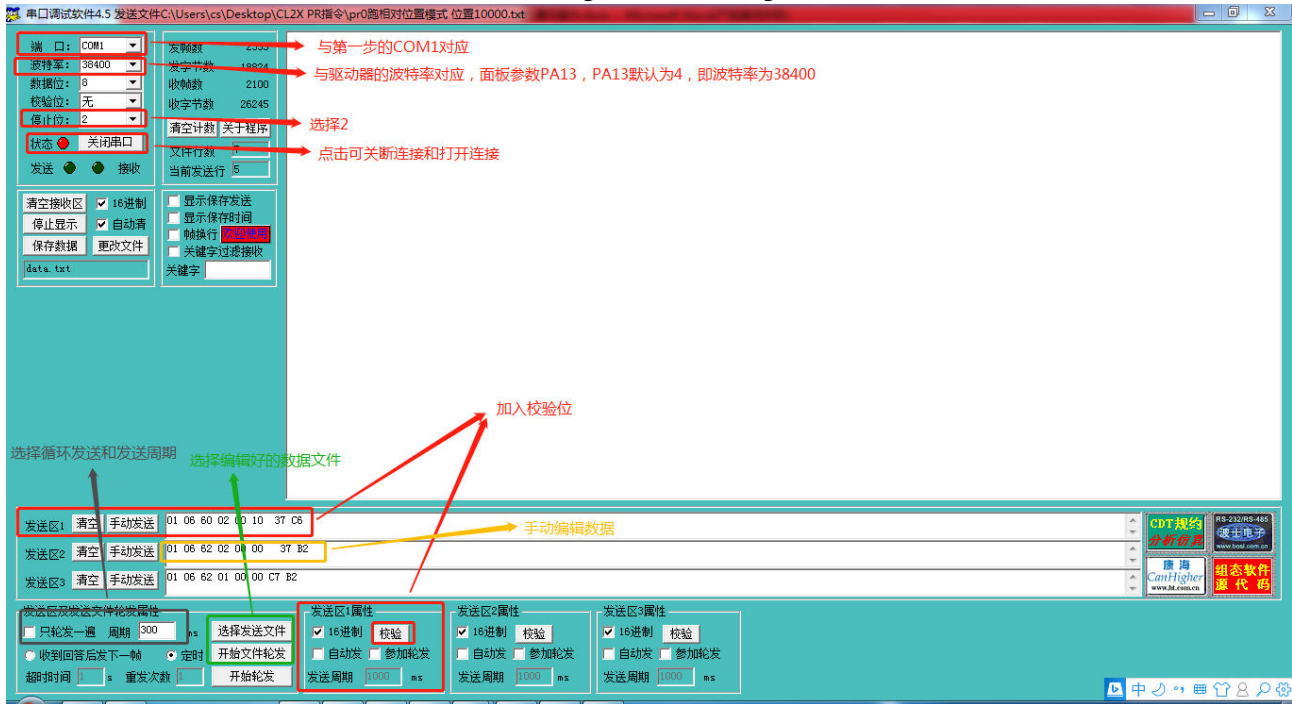 串口调试软件4.5 发送文件C:\Users\cs\Desktop\CL2X PR指令\pr0跑相对位置模式 位置10000.txt
端 口: COM1
波特率: 38400
数据位: 8
校验位: 无
停止位: 2
状态 关闭串口
发送 接收
发帧数 2353
发字节数 18824
收帧数 2100
收字节数 26245
清空计数 关于程序
文件行数 7
当前发送行 5
与第一步的COM1对应
与驱动器的波特率对应，面板参数PA13，PA13默认为4，即波特率为38400
选择2
点击可关断连接和打开连接
清空接收区 16进制
停止显示 自动清
保存数据 更改文件
data.txt
显示保存发送
显示保存时间
帧换行 欢迎使用
关键字过滤接收
关键字
加入校验位
选择循环发送和发送周期
选择编辑好的数据文件
发送区1 清空 手动发送 01 06 60 02 00 10 37 C6
手动编辑数据
发送区2 清空 手动发送 01 06 62 02 00 00 37 B2
发送区3 清空 手动发送 01 06 62 01 00 00 C7 B2
CDT规约
分析仿真
RS-232/RS-485
波士电子
www.bosi.com.cn
康海
CanHigher
www.ht.com.cn
组态软件
源代码
发送区及发送文件轮发属性
只轮发一遍 周期 300 ms 选择发送文件
收到回答后发下一帧 定时 开始文件轮发
超时时间 1 s 重发次数 1 开始轮发
发送区1属性
16进制 校验
自动发 参加轮发
发送周期 1000 ms
发送区2属性
16进制 校验
自动发 参加轮发
发送周期 1000 ms
发送区3属性
16进制 校验
自动发 参加轮发
发送周期 1000 ms
中